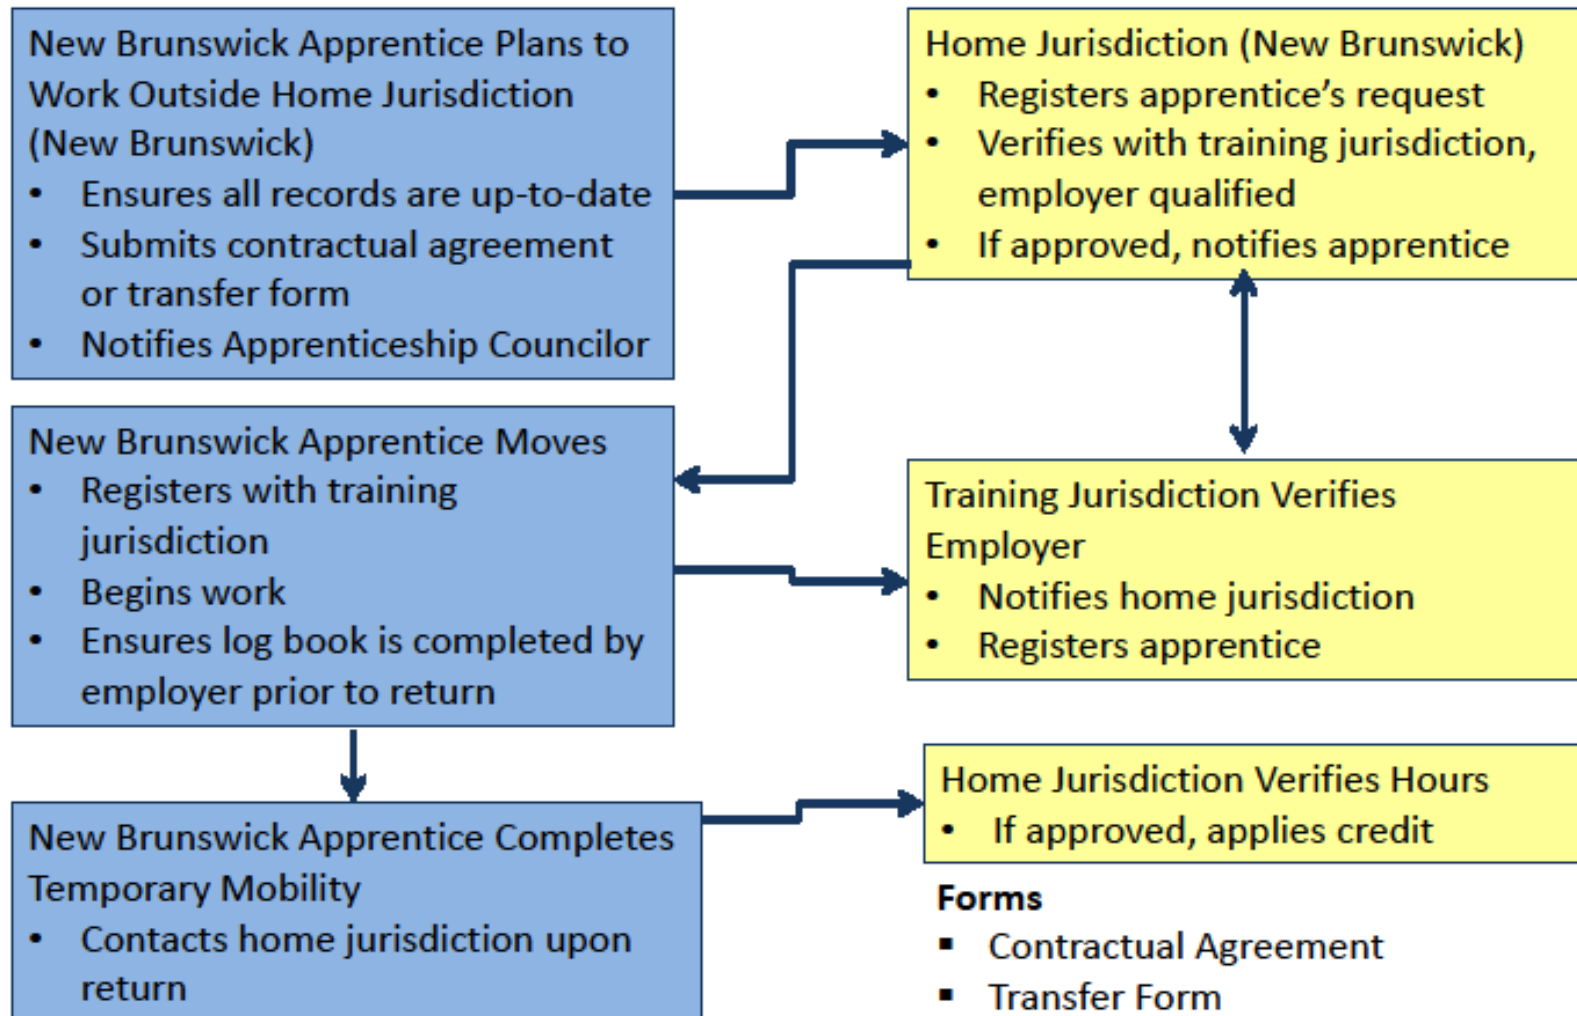 New Brunswick Apprentice Plans to
Work Outside Home Jurisdiction
(New Brunswick)
• Ensures all records are up-to-date
• Submits contractual agreement
or transfer form
• Notifies Apprenticeship Councilor
Home Jurisdiction (New Brunswick)
• Registers apprentice's request
• Verifies with training jurisdiction,
employer qualified
• If approved, notifies apprentice
New Brunswick Apprentice Moves
• Registers with training
jurisdiction
• Begins work
• Ensures log book is completed by
employer prior to return
Training Jurisdiction Verifies
Employer
• Notifies home jurisdiction
• Registers apprentice
New Brunswick Apprentice Completes
Temporary Mobility
• Contacts home jurisdiction upon
return
Home Jurisdiction Verifies Hours
• If approved, applies credit
Forms
▪ Contractual Agreement
▪ Transfer Form